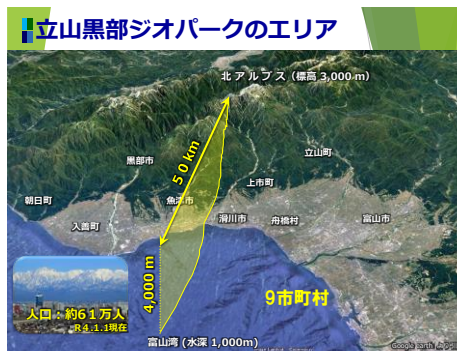 立山黒部ジオパークのエリア
北アルプス（標高 3,000 m）
黒部市
立山町
50 km
上市町
朝日町
魚津市
入善町
滑川市
舟橋村
富山市
4,000 m
9市町村
人口：約61万人
R4.1.1現在
富山湾 (水深 1,000m)
Google earth